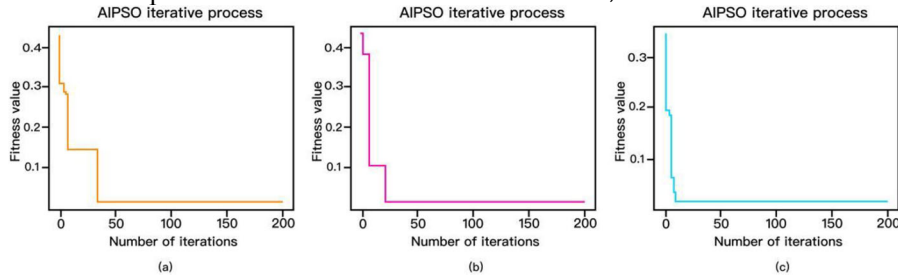 AIPSO iterative process
Fitness value
0.4
0.3
0.2
0.1
0 50 100 150 200
Number of iterations
(a)
AIPSO iterative process
Fitness value
0.4
0.3
0.2
0.1
0 50 100 150 200
Number of iterations
(b)
AIPSO iterative process
Fitness value
0.3
0.2
0.1
0 50 100 150 200
Number of iterations
(c)